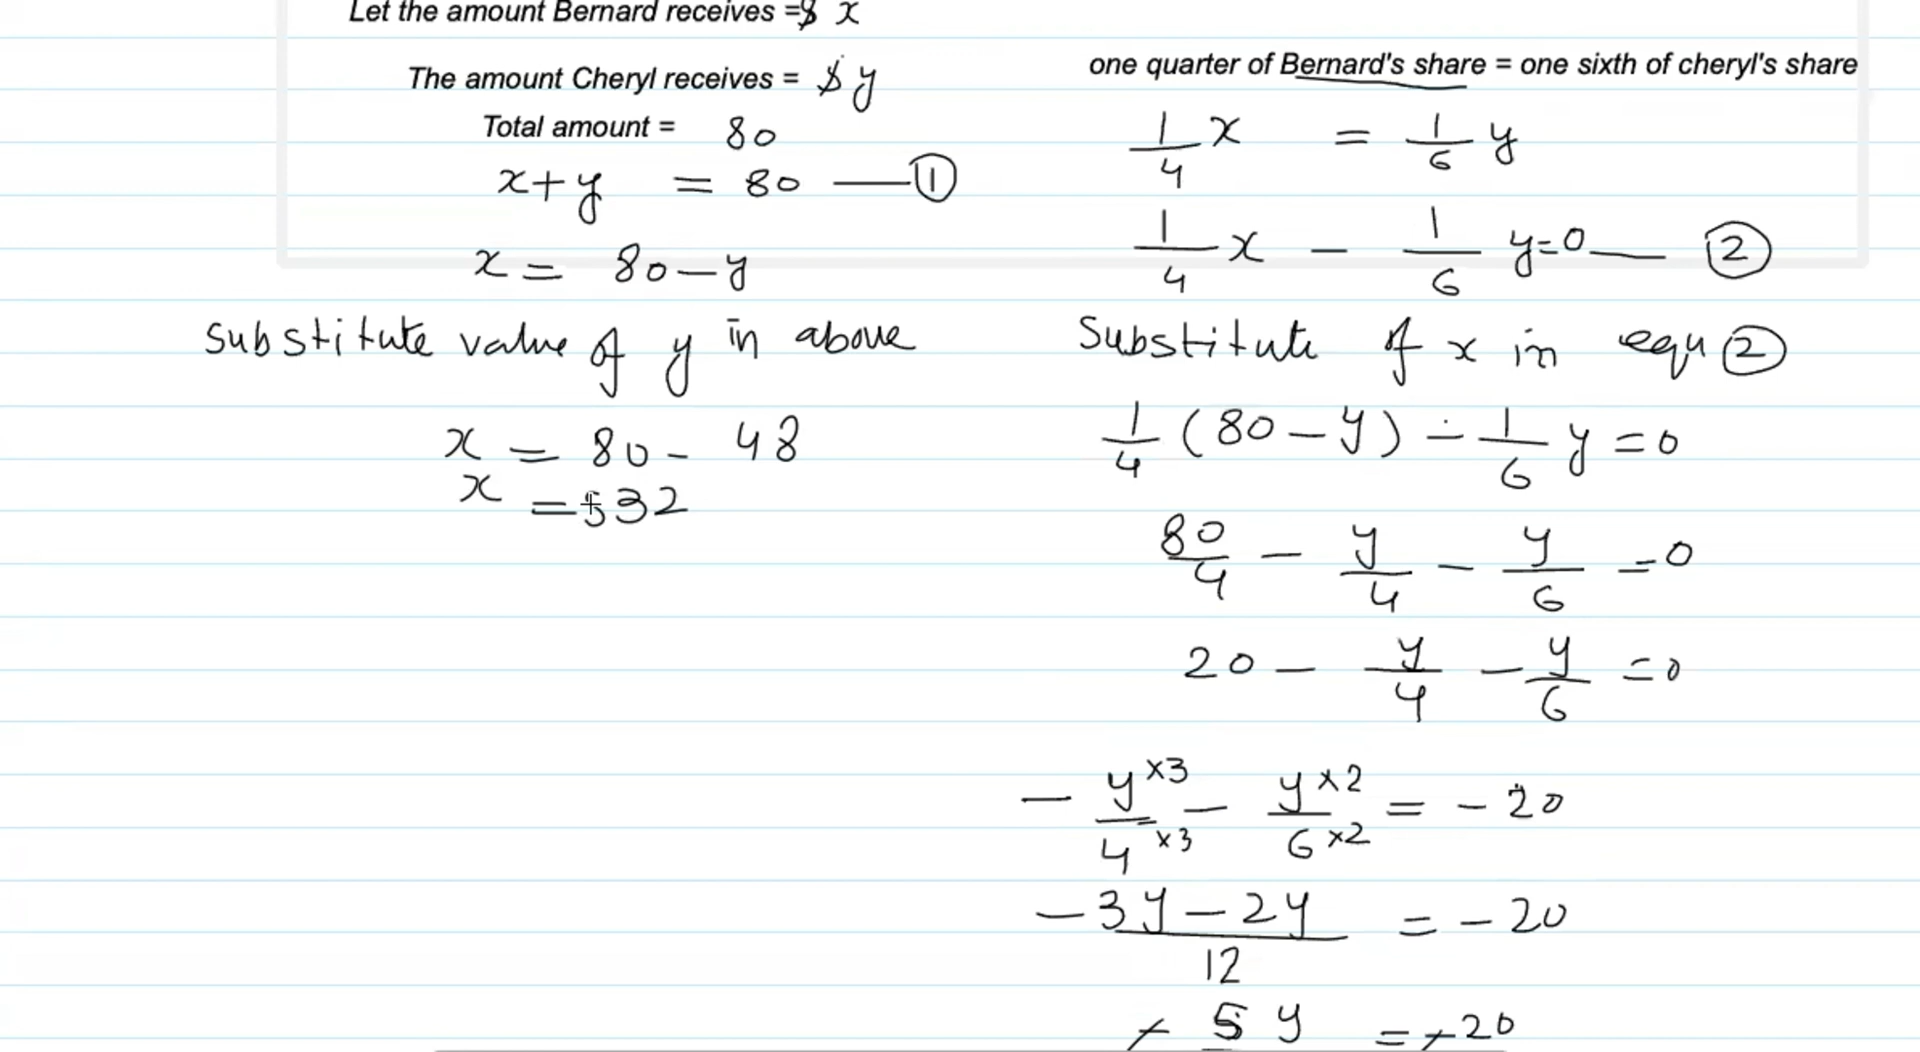 Let the amount Bernard receives =$ x
The amount Cheryl receives = $ y
Total amount = 80
x + y = 80 —— ①
x = 80 - y
Substitute value of y in above
x = 80 - 48
x = $32
one quarter of Bernard's share = one sixth of cheryl's share
1/4 x = 1/6 y
1/4 x - 1/6 y = 0 —— ②
Substitute of x in equ ②
1/4 (80 - y) - 1/6 y = 0
80/4 - y/4 - y/6 = 0
20 - y/4 - y/6 = 0
- y×3/4×3 - y×2/6×2 = - 20
- 3y - 2y / 12 = - 20
- 5y = - 20